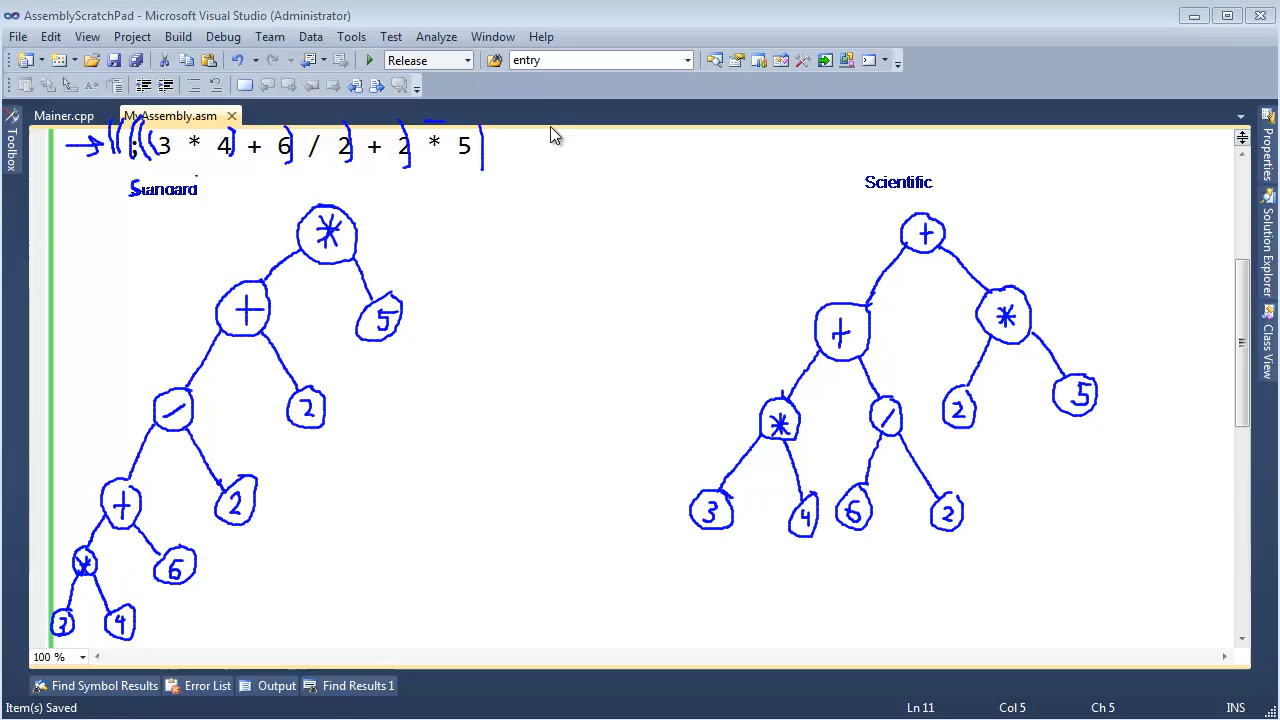 AssemblyScratchPad - Microsoft Visual Studio (Administrator)
File Edit View Project Build Debug Team Data Tools Test Analyze Window Help
Release entry
Mainer.cpp MyAssembly.asm
((((;((3 * 4) + 6) / 2) + 2) * 5)
Standard Scientific
*
+
5
/
2
+
2
*
6
3 4
+
+ *
* / 2 5
3 4 6 2
Toolbox
Properties
Solution Explorer
Class View
100 %
Find Symbol Results Error List Output Find Results 1
Item(s) Saved Ln 11 Col 5 Ch 5 INS